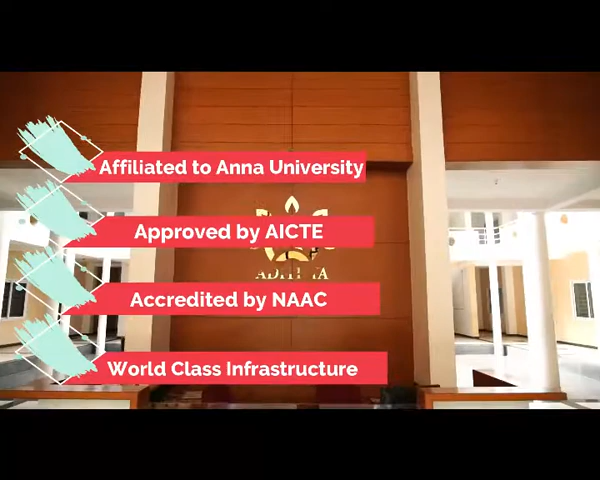 Affiliated to Anna University
Approved by AICTE
Accredited by NAAC
World Class Infrastructure